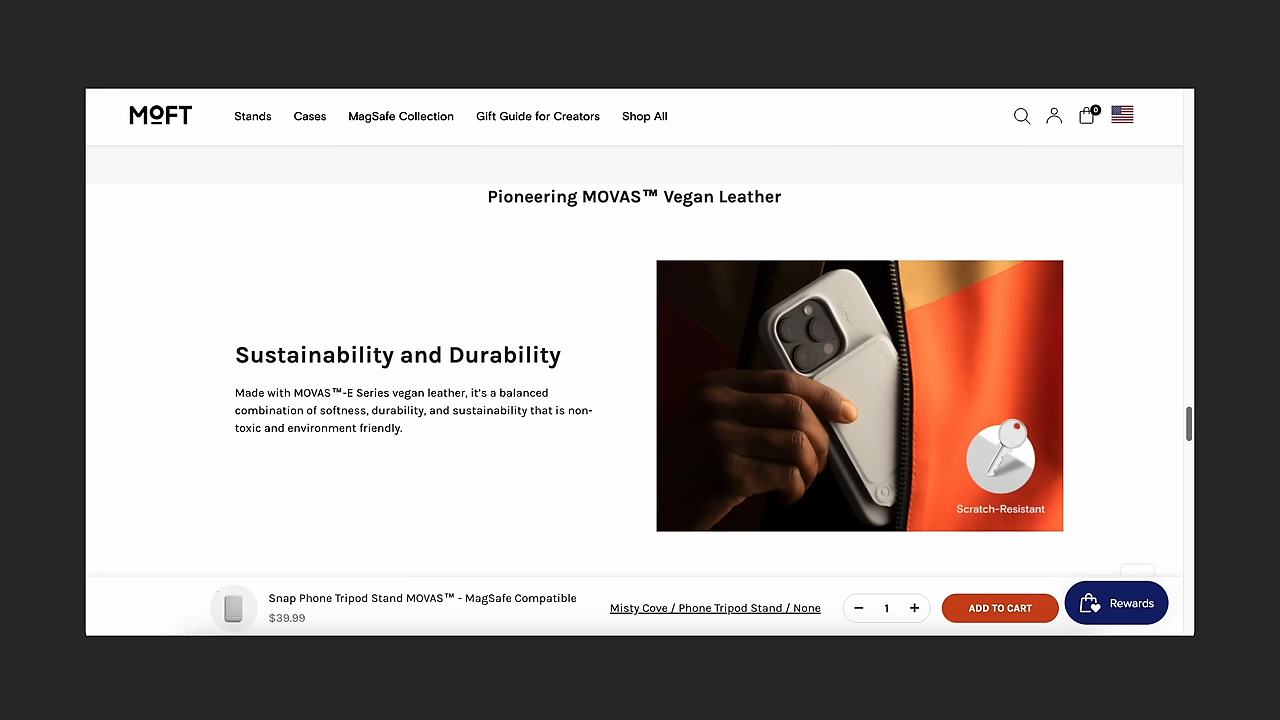 MOFT
Stands Cases MagSafe Collection Gift Guide for Creators Shop All
0
Pioneering MOVAS™ Vegan Leather
Sustainability and Durability
Made with MOVAS™-E Series vegan leather, it's a balanced
combination of softness, durability, and sustainability that is non-
toxic and environment friendly.
Scratch-Resistant
Snap Phone Tripod Stand MOVAS™ - MagSafe Compatible
$39.99
Misty Cove / Phone Tripod Stand / None
− 1 +
ADD TO CART
Rewards